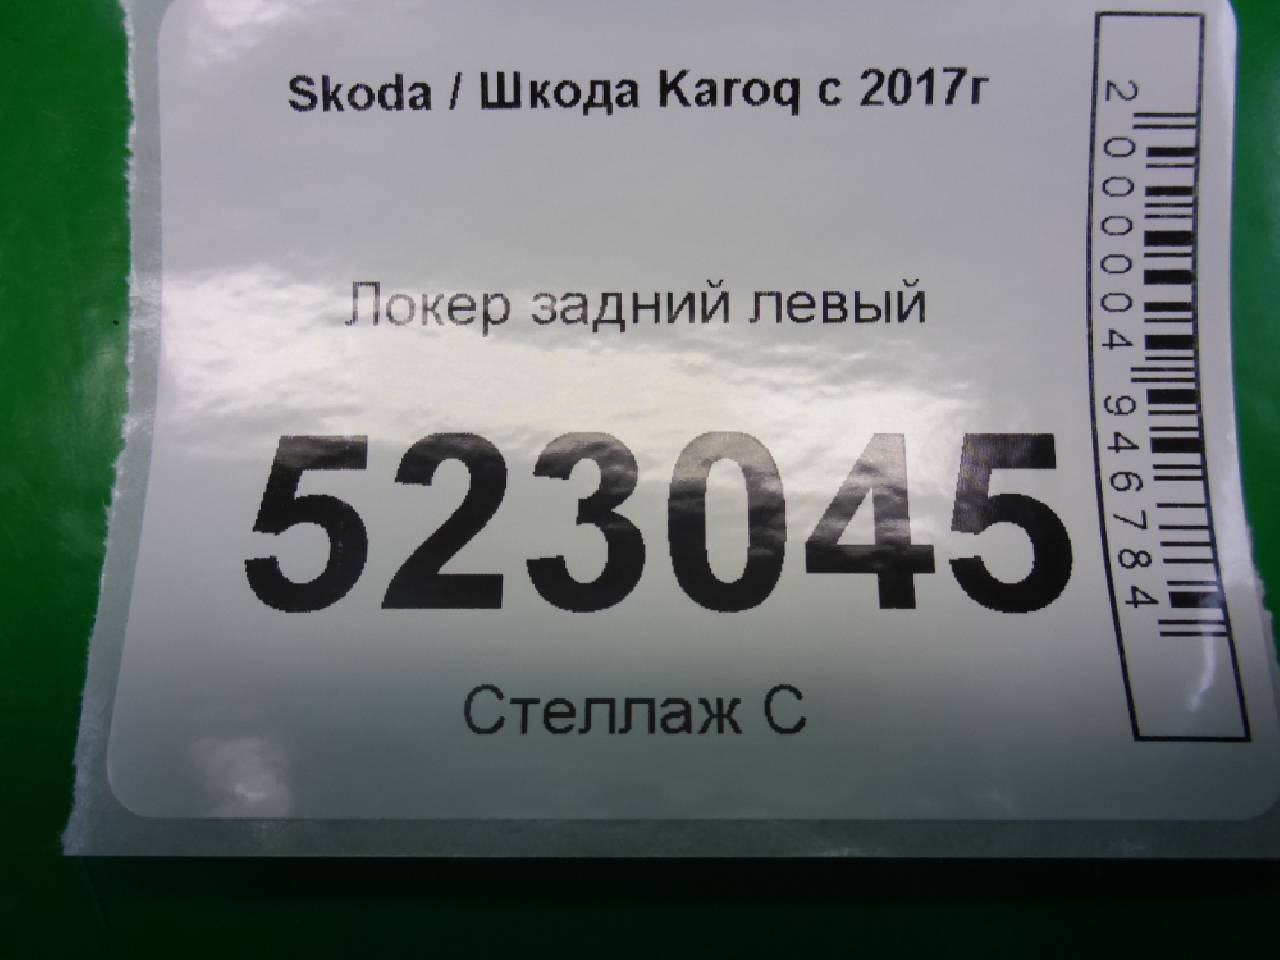 Skoda / Шкода Karoq с 2017г
Локер задний левый
523045
Стеллаж С
2000004946784